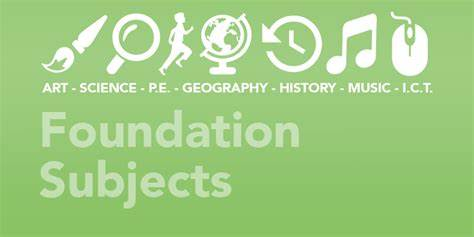 ART - SCIENCE - P.E. - GEOGRAPHY - HISTORY - MUSIC - I.C.T.
Foundation
Subjects